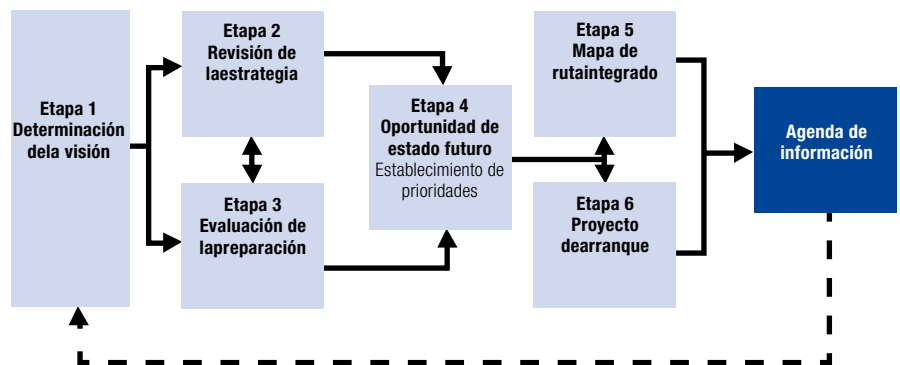 Etapa 1
Determinación
dela visión
Etapa 2
Revisión de
laestrategia
Etapa 3
Evaluación de
lapreparación
Etapa 4
Oportunidad de
estado futuro
Establecimiento de
prioridades
Etapa 5
Mapa de
rutaintegrado
Etapa 6
Proyecto
dearranque
Agenda de
información